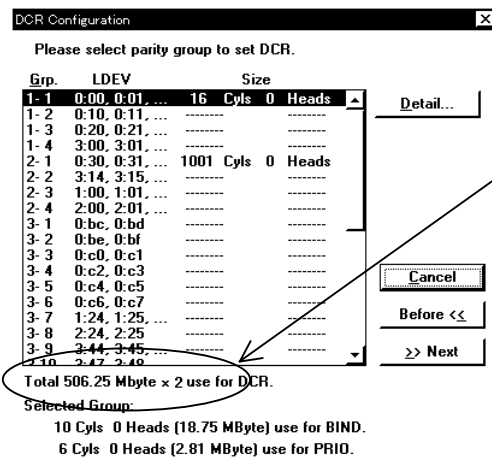 DCR Configuration
Please select parity group to set DCR.
Grp. LDEV Size
1- 1 0:00, 0:01, ... 16 Cyls 0 Heads
Detail...
1- 2 0:10, 0:11, ... -------
1- 3 0:20, 0:21, ... -------
1- 4 3:00, 3:01, ... -------
2- 1 0:30, 0:31, ... 1001 Cyls 0 Heads
2- 2 3:14, 3:15, ... -------
2- 3 1:00, 1:01, ... -------
2- 4 2:00, 2:01, ... -------
3- 1 0:bc, 0:bd -------
3- 2 0:be, 0:bf -------
3- 3 0:c0, 0:c1 -------
3- 4 0:c2, 0:c3 -------
3- 5 0:c4, 0:c5 -------
3- 6 0:c6, 0:c7 -------
3- 7 1:24, 1:25, ... -------
3- 8 2:24, 2:25 -------
3- 9 3:44, 3:45, ... -------
3-10 3:47, 3:48
Cancel
Before <<
>> Next
Total 506.25 Mbyte × 2 use for DCR.
Selected Group:
10 Cyls 0 Heads (18.75 MByte) use for BIND.
6 Cyls 0 Heads (2.81 MByte) use for PRIO.